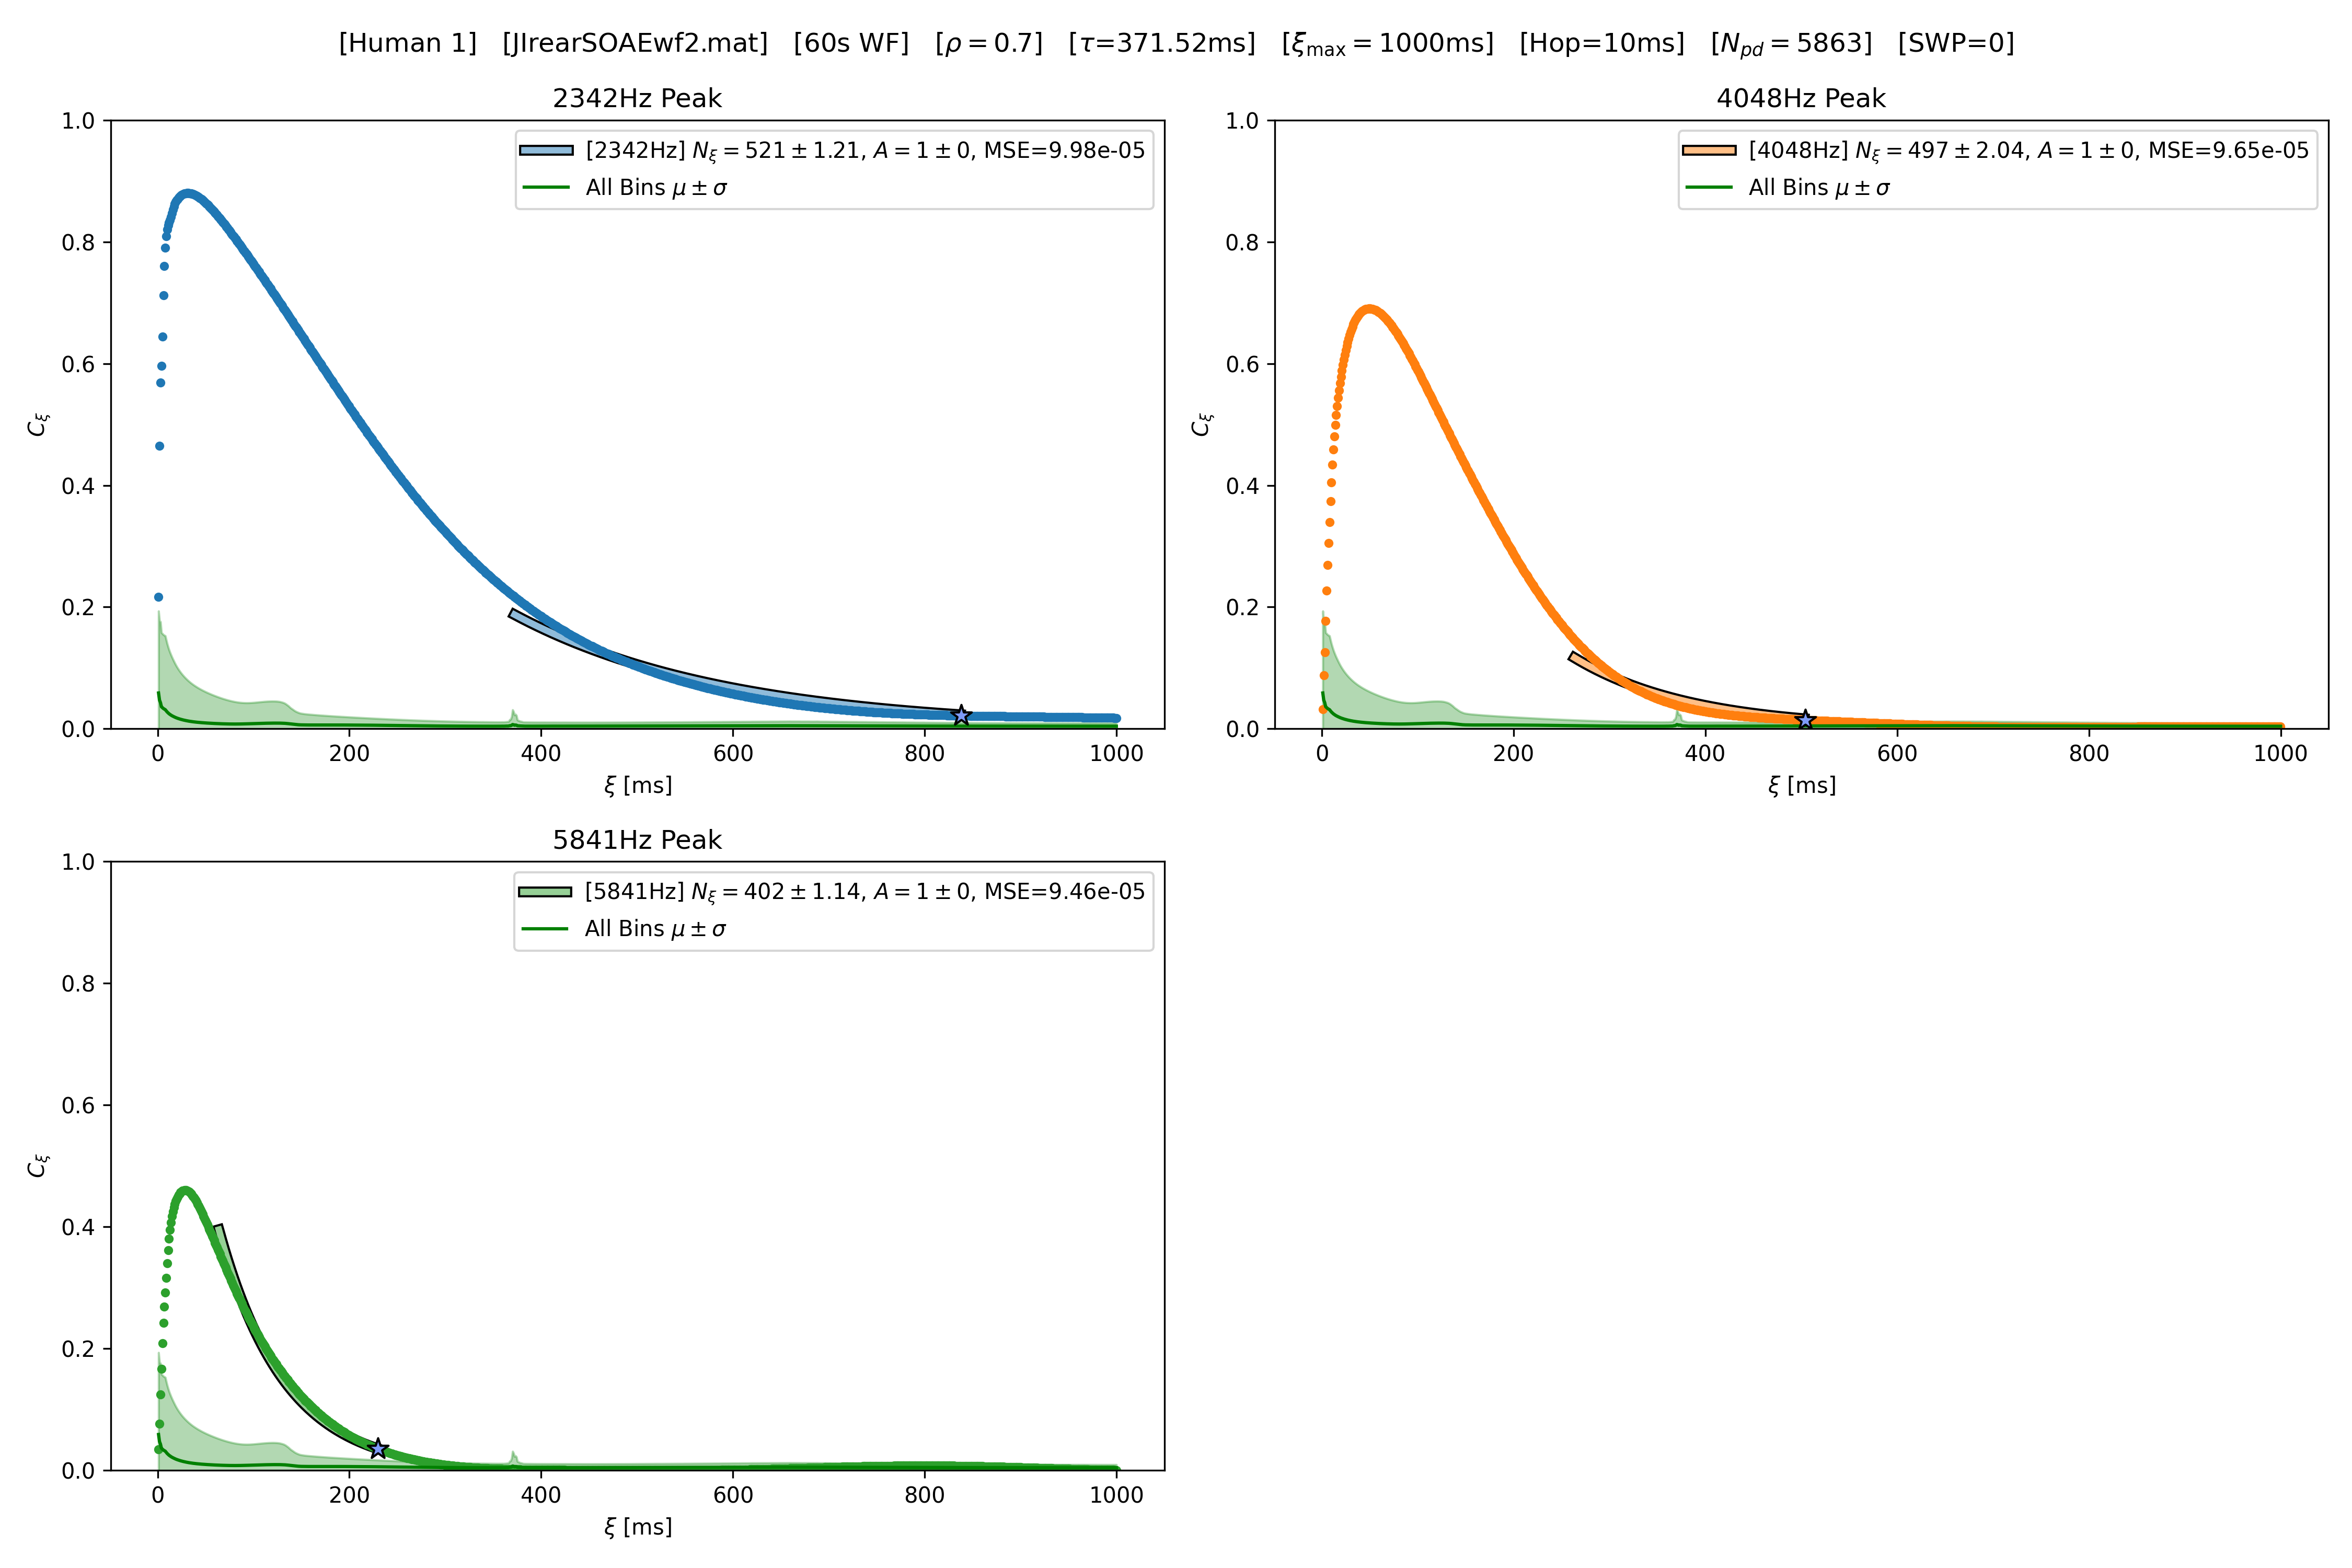 [Human 1] [JIrearSOAEwf2.mat] [60s WF] [ρ = 0.7] [τ=371.52ms] [ξmax = 1000ms] [Hop=10ms] [Npd = 5863] [SWP=0]
2342Hz Peak
1.0
0.8
0.6
0.4
0.2
0.0
Cξ
[2342Hz] Nξ = 521 ± 1.21, A = 1 ± 0, MSE=9.98e-05
All Bins μ ± σ
0 200 400 600 800 1000
ξ [ms]
4048Hz Peak
1.0
0.8
0.6
0.4
0.2
0.0
Cξ
[4048Hz] Nξ = 497 ± 2.04, A = 1 ± 0, MSE=9.65e-05
All Bins μ ± σ
0 200 400 600 800 1000
ξ [ms]
5841Hz Peak
1.0
0.8
0.6
0.4
0.2
0.0
Cξ
[5841Hz] Nξ = 402 ± 1.14, A = 1 ± 0, MSE=9.46e-05
All Bins μ ± σ
0 200 400 600 800 1000
ξ [ms]